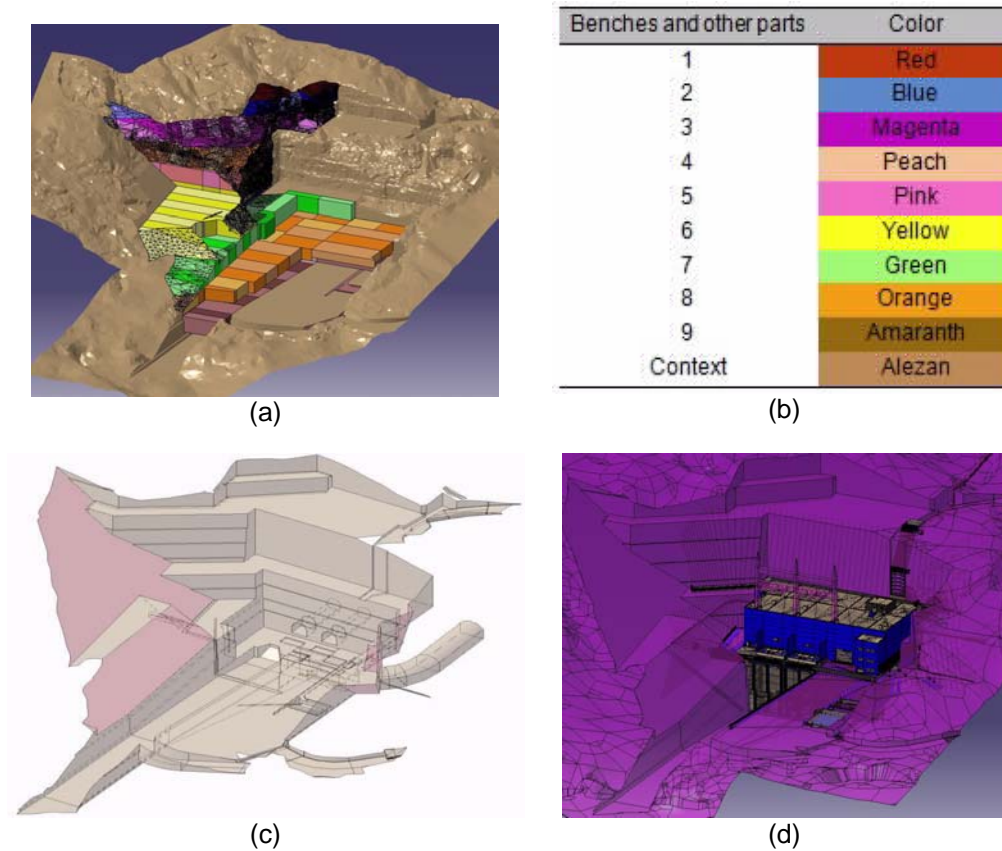 Benches and other parts Color
1 Red
2 Blue
3 Magenta
4 Peach
5 Pink
6 Yellow
7 Green
8 Orange
9 Amaranth
Context Alezan
(a)
(b)
(c)
(d)